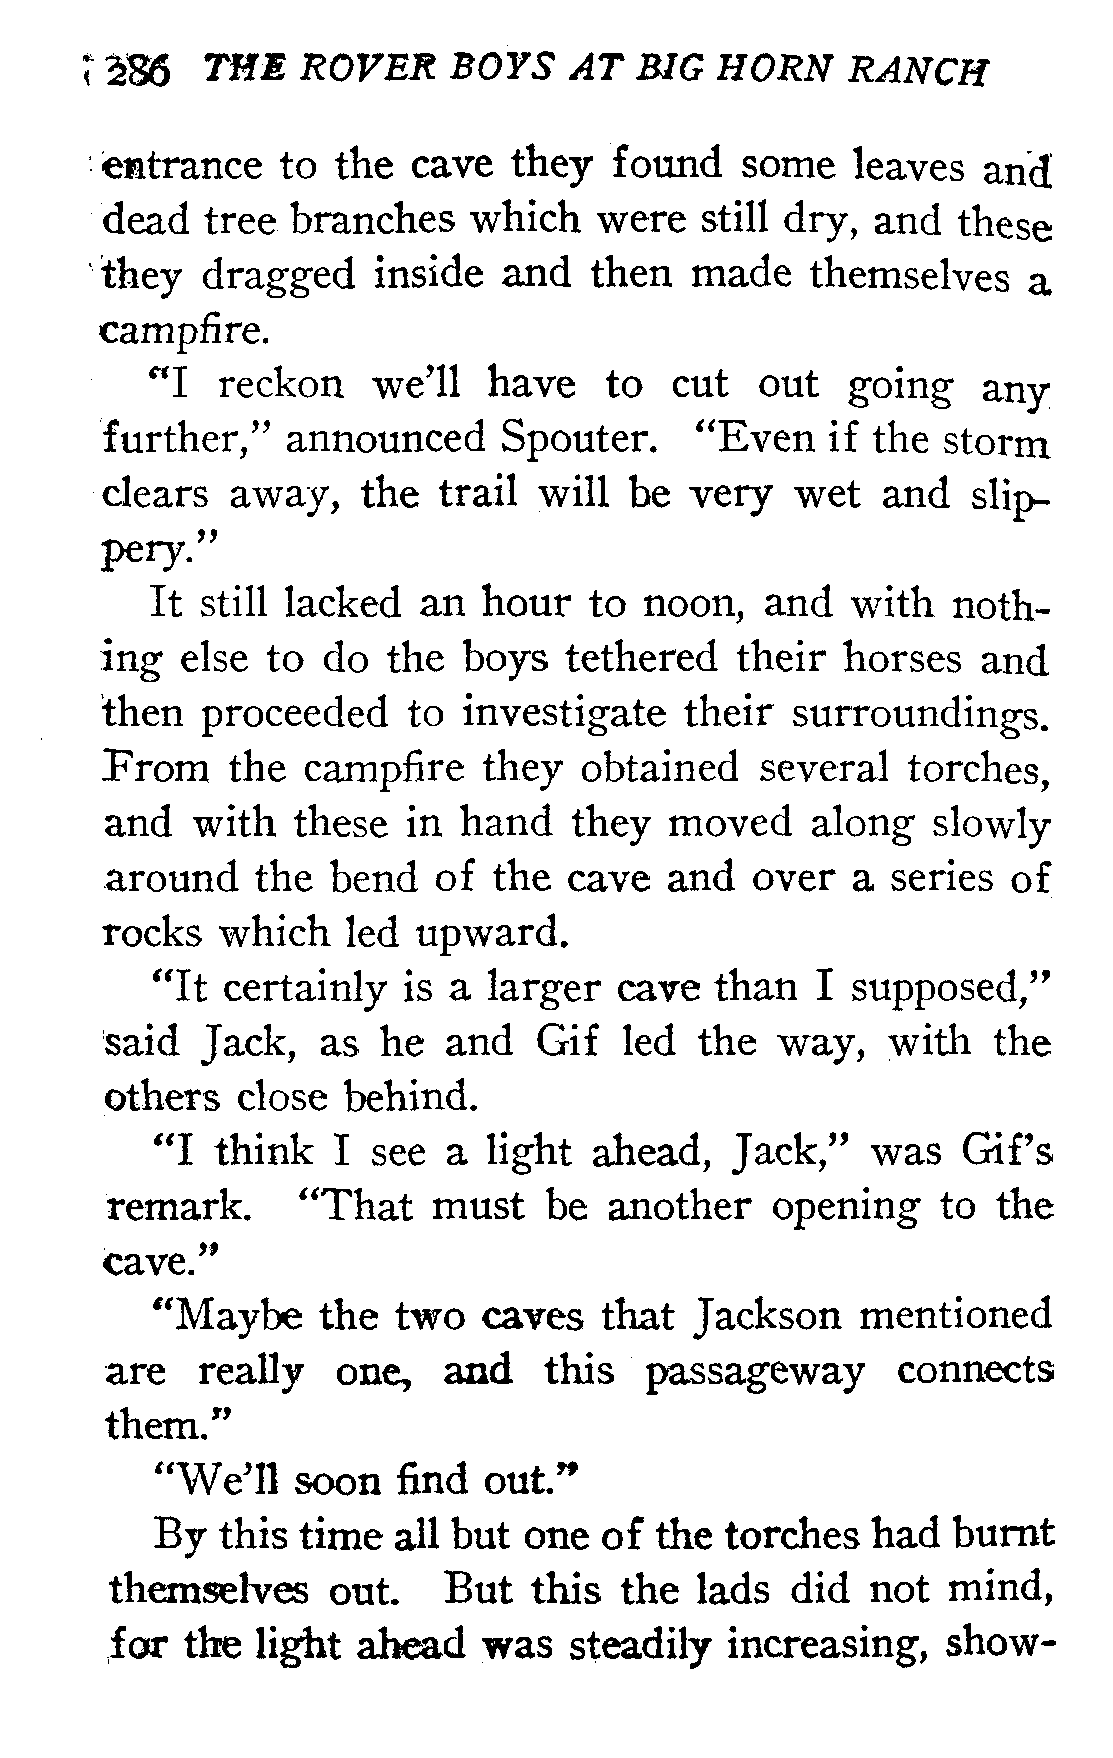 286 THE ROVER BOYS AT BIG HORN RANCH
entrance to the cave they found some leaves and
dead tree branches which were still dry, and these
they dragged inside and then made themselves a
campfire.
"I reckon we'll have to cut out going any
further," announced Spouter. "Even if the storm
clears away, the trail will be very wet and slip-
pery."
It still lacked an hour to noon, and with noth-
ing else to do the boys tethered their horses and
then proceeded to investigate their surroundings.
From the campfire they obtained several torches,
and with these in hand they moved along slowly
around the bend of the cave and over a series of
rocks which led upward.
"It certainly is a larger cave than I supposed,"
said Jack, as he and Gif led the way, with the
others close behind.
"I think I see a light ahead, Jack," was Gif's
remark. "That must be another opening to the
cave."
"Maybe the two caves that Jackson mentioned
are really one, and this passageway connects
them."
"We'll soon find out."
By this time all but one of the torches had burnt
themselves out. But this the lads did not mind,
for the light ahead was steadily increasing, show-